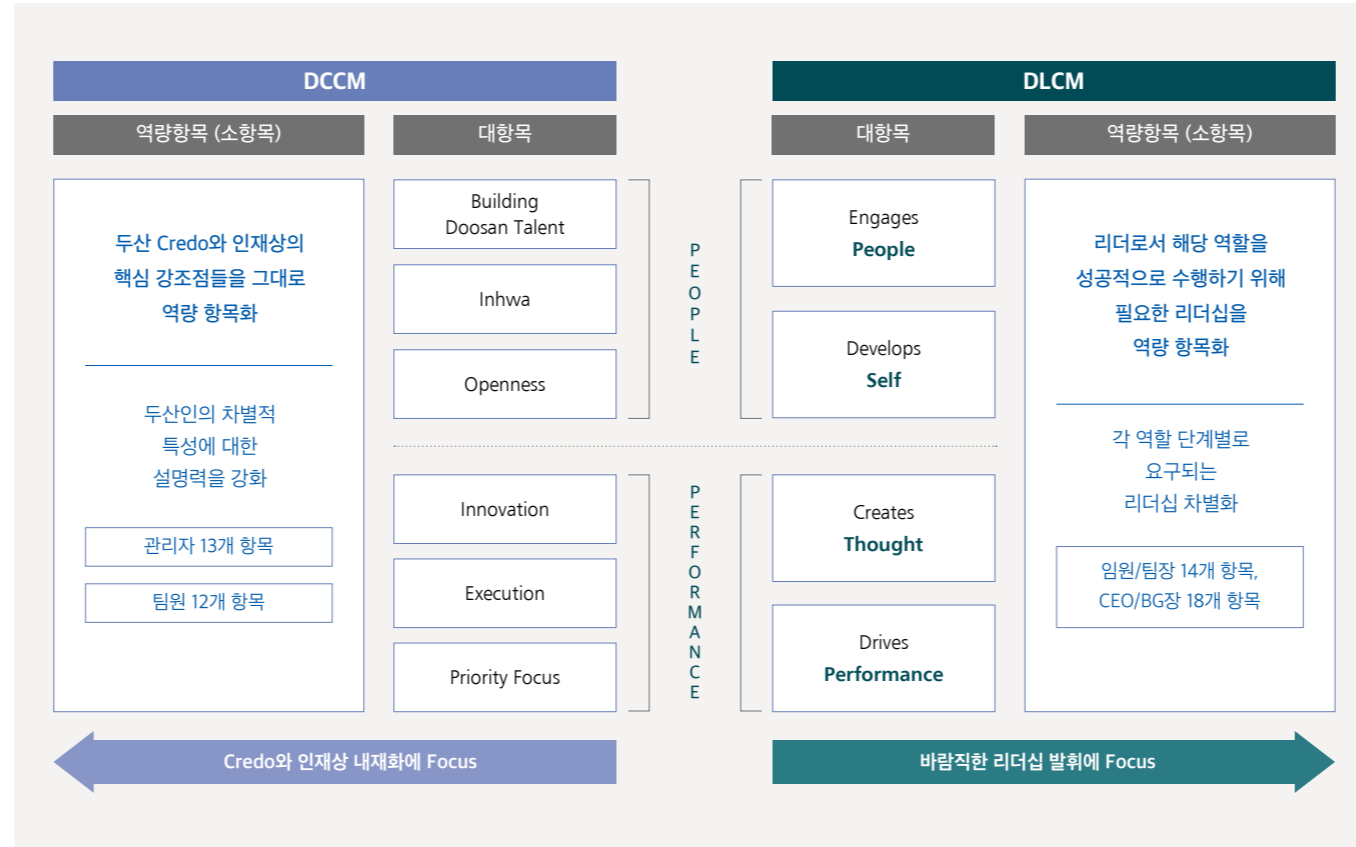 DCCM
역량항목 (소항목)
대항목
두산 Credo와 인재상의
핵심 강조점들을 그대로
역량 항목화
두산인의 차별적
특성에 대한
설명력을 강화
관리자 13개 항목
팀원 12개 항목
Building
Doosan Talent
Inhwa
Openness
Innovation
Execution
Priority Focus
Credo와 인재상 내재화에 Focus
PEOPLE
PERFORMANCE
DLCM
대항목
역량항목 (소항목)
Engages
People
Develops
Self
Creates
Thought
Drives
Performance
리더로서 해당 역할을
성공적으로 수행하기 위해
필요한 리더십을
역량 항목화
각 역할 단계별로
요구되는
리더십 차별화
임원/팀장 14개 항목,
CEO/BG장 18개 항목
바람직한 리더십 발휘에 Focus